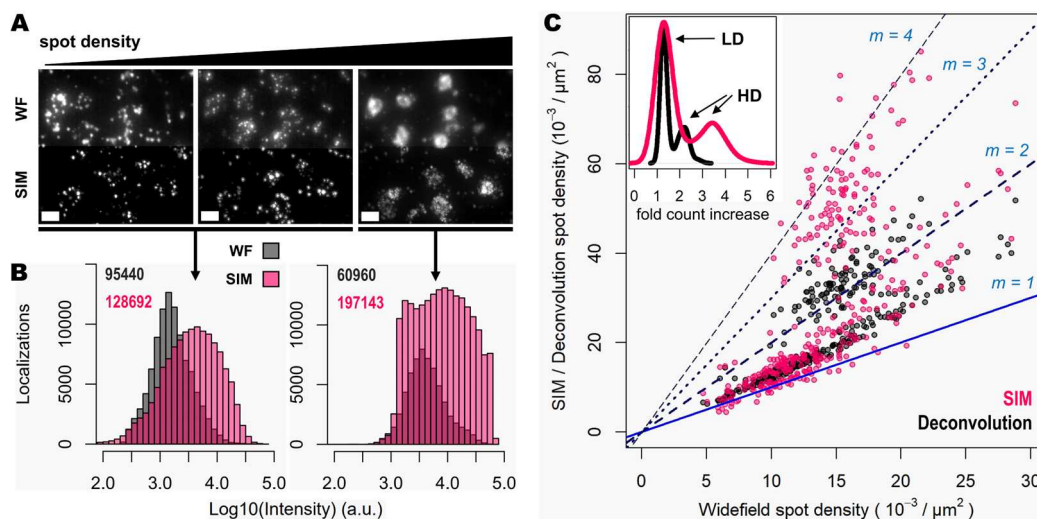 A
spot density
WF
SIM
B
WF
SIM
95440
128692
60960
197143
Localizations
0 5000 10000
0 5000 10000
2.0 3.0 4.0 5.0
2.0 3.0 4.0 5.0
Log10(Intensity) (a.u.)
C
LD
HD
0 1 2 3 4 5 6
fold count increase
m = 4
m = 3
m = 2
m = 1
SIM / Deconvolution spot density (10⁻³ / µm²)
0 20 40 60 80
SIM
Deconvolution
0 5 10 15 20 25 30
Widefield spot density ( 10⁻³ / µm²)